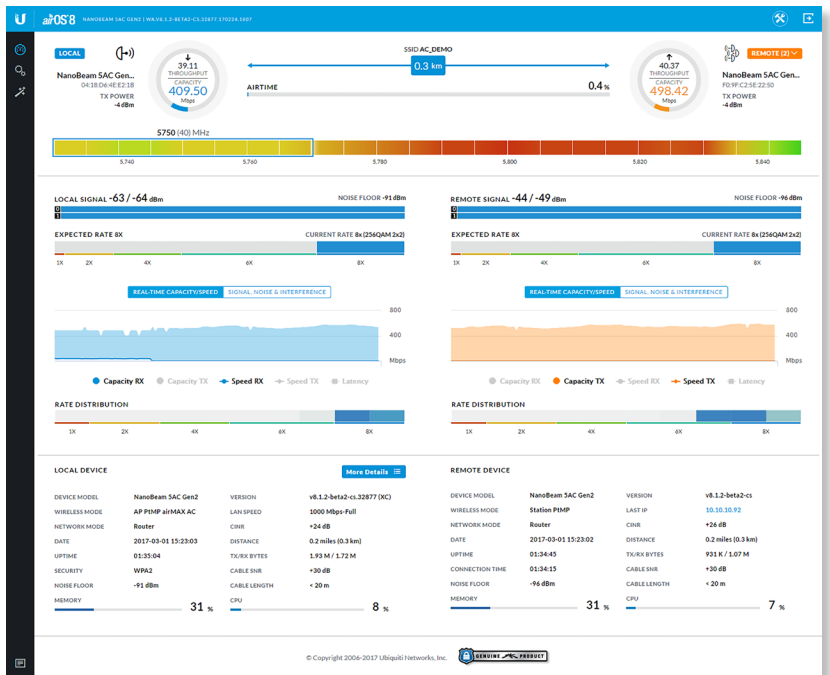 airOS®8 NANOBEAM 5AC GEN2 | WA.V8.1.2-BETA2-CS.32877.170224.1607
LOCAL
NanoBeam 5AC Gen...
04:18:D6:4E:E2:18
TX POWER
-4 dBm
39.11
THROUGHPUT
CAPACITY
409.50
Mbps
SSID AC_DEMO
0.3 km
AIRTIME 0.4 %
40.37
THROUGHPUT
CAPACITY
498.42
Mbps
REMOTE (2)
NanoBeam 5AC Gen...
F0:9F:C2:5E:22:50
TX POWER
-4 dBm
5750 (40) MHz
5,740 5,760 5,780 5,800 5,820 5,840
LOCAL SIGNAL -63 / -64 dBm NOISE FLOOR -91 dBm
0
1
EXPECTED RATE 8X CURRENT RATE 8x (256QAM 2x2)
1X 2X 4X 6X 8X
REAL-TIME CAPACITY/SPEED SIGNAL, NOISE & INTERFERENCE
800
400
Mbps
Capacity RX Capacity TX Speed RX Speed TX Latency
RATE DISTRIBUTION
1X 2X 4X 6X 8X
REMOTE SIGNAL -44 / -49 dBm NOISE FLOOR -96 dBm
0
1
EXPECTED RATE 8X CURRENT RATE 8x (256QAM 2x2)
1X 2X 4X 6X 8X
REAL-TIME CAPACITY/SPEED SIGNAL, NOISE & INTERFERENCE
800
400
Mbps
Capacity RX Capacity TX Speed RX Speed TX Latency
RATE DISTRIBUTION
1X 2X 4X 6X 8X
LOCAL DEVICE More Details
DEVICE MODEL NanoBeam 5AC Gen2 VERSION v8.1.2-beta2-cs.32877 (XC)
WIRELESS MODE AP PtMP airMAX AC LAN SPEED 1000 Mbps-Full
NETWORK MODE Router CINR +24 dB
DATE 2017-03-01 15:23:03 DISTANCE 0.2 miles (0.3 km)
UPTIME 01:35:04 TX/RX BYTES 1.93 M / 1.72 M
SECURITY WPA2 CABLE SNR +30 dB
NOISE FLOOR -91 dBm CABLE LENGTH < 20 m
MEMORY 31 % CPU 8 %
REMOTE DEVICE
DEVICE MODEL NanoBeam 5AC Gen2 VERSION v8.1.2-beta2-cs
WIRELESS MODE Station PtMP LAST IP 10.10.10.92
NETWORK MODE Router CINR +26 dB
DATE 2017-03-01 15:23:02 DISTANCE 0.2 miles (0.3 km)
UPTIME 01:34:45 TX/RX BYTES 931 K / 1.07 M
CONNECTION TIME 01:34:15 CABLE SNR +30 dB
NOISE FLOOR -96 dBm CABLE LENGTH < 20 m
MEMORY 31 % CPU 7 %
© Copyright 2006-2017 Ubiquiti Networks, Inc. GENUINE PRODUCT